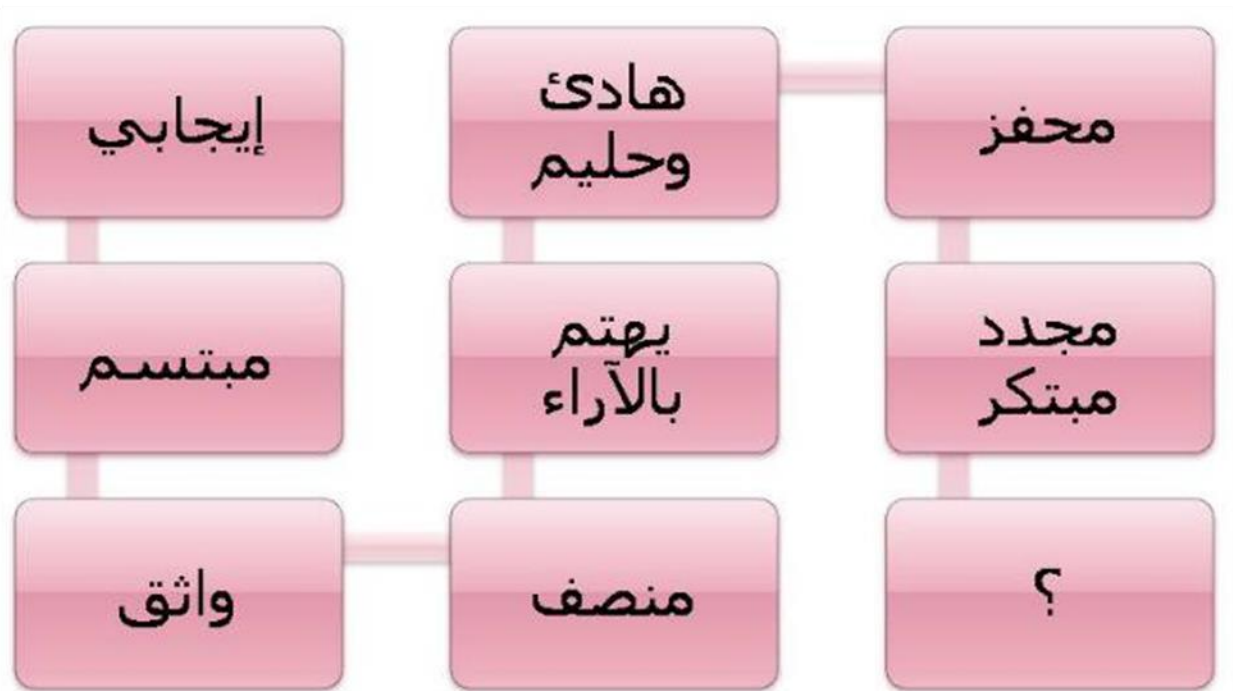 إيجابي
مبتسم
واثق
منصف
يهتم
بالآراء
هادئ
وحليم
محفز
مجدد
مبتكر
؟